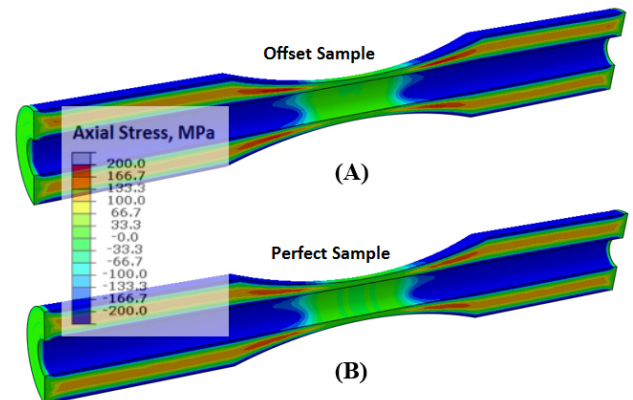 Offset Sample
Axial Stress, MPa
200.0
166.7
133.3
100.0
66.7
33.3
-0.0
-33.3
-66.7
-100.0
-133.3
-166.7
-200.0
(A)
Perfect Sample
(B)